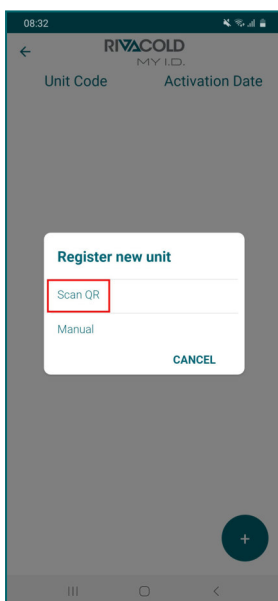 08:32
RIVACOLD
MY I.D.
Unit Code Activation Date
Register new unit
Scan QR
Manual
CANCEL
+